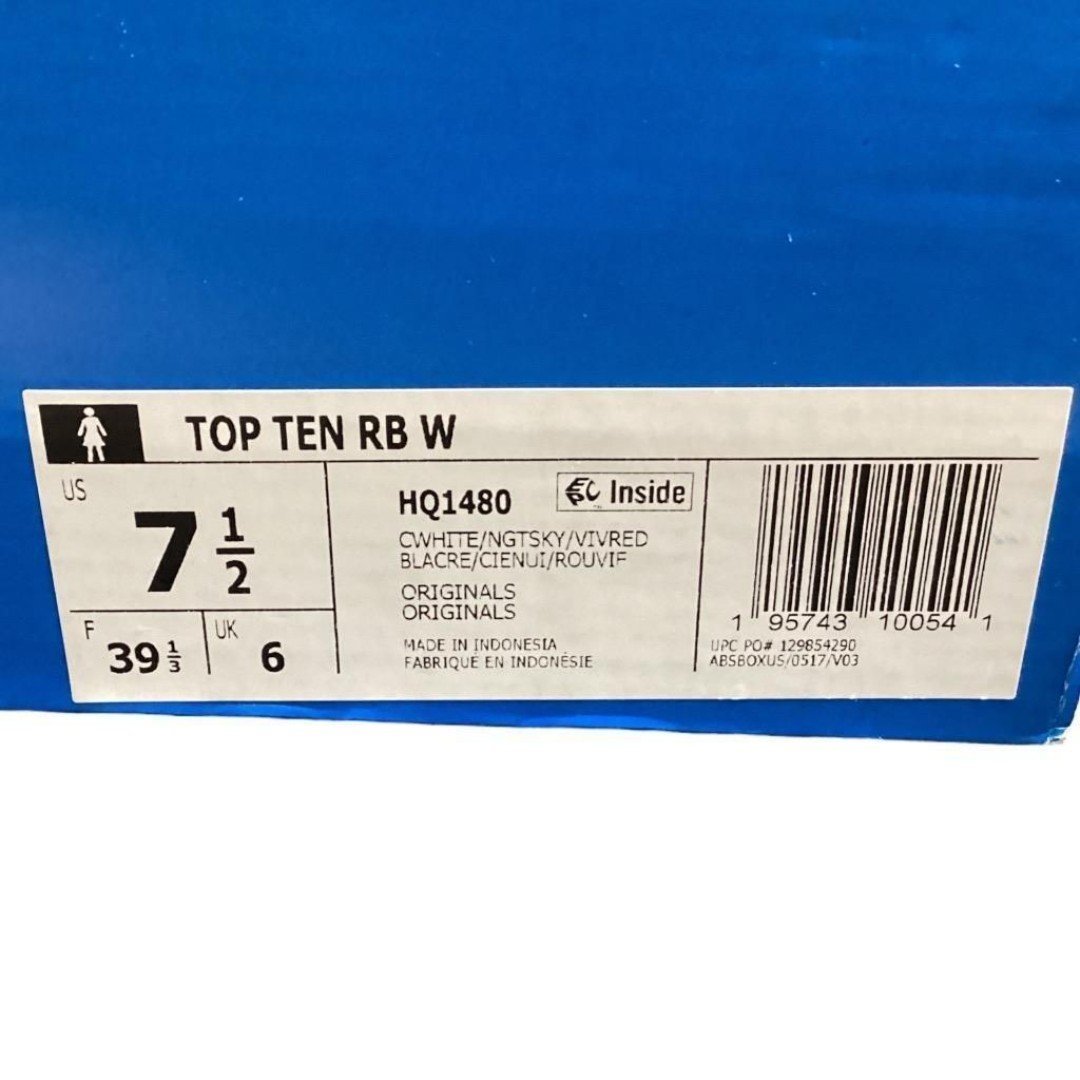 TOP TEN RB W
US
7 1/2
F
39 1/3
UK
6
HQ1480
Inside
CWHITE/NGTSKY/VIVRED
BLACRE/CIENUI/ROUVIF
ORIGINALS
ORIGINALS
MADE IN INDONESIA
FABRIQUÉ EN INDONÉSIE
1 95743 10054 1
UPC PO# 129854290
ABSBOXUS/0517/V03